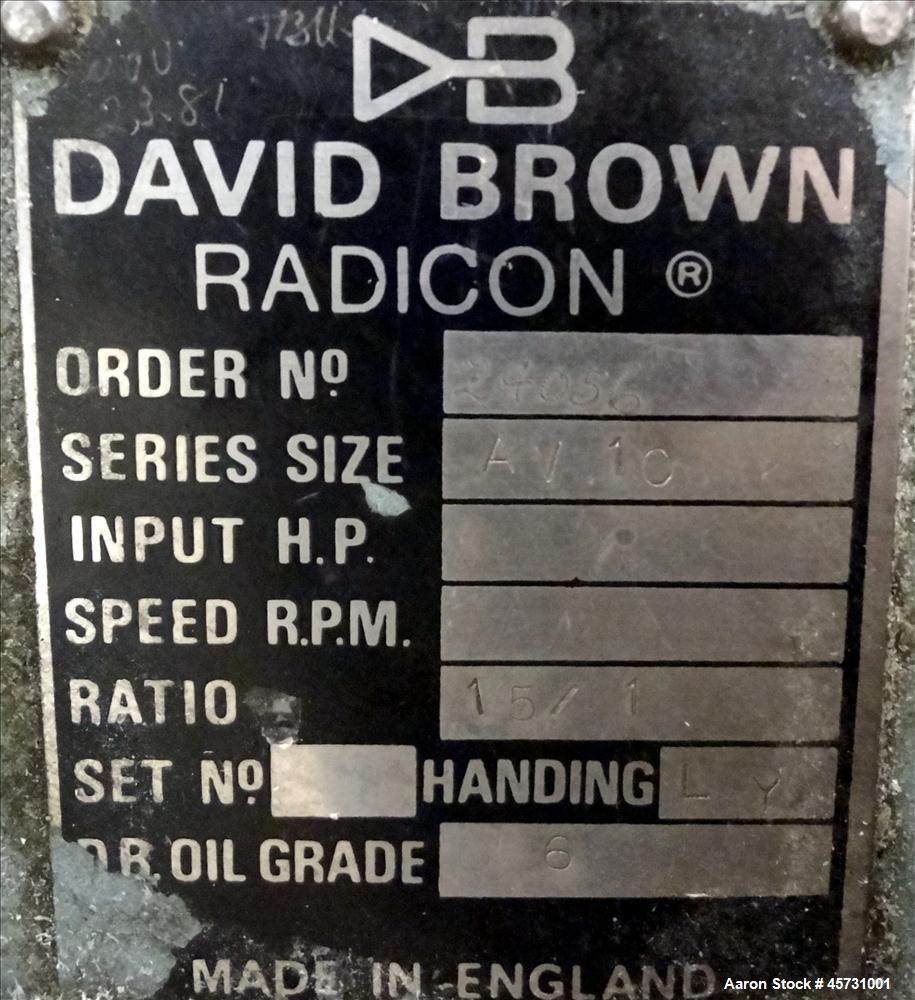 DB
DAVID BROWN
RADICON ®
ORDER Nº 24056
SERIES SIZE AV 10
INPUT H.P.
SPEED R.P.M.
RATIO 15/1
SET Nº HANDING L Y
D.B. OIL GRADE 6
MADE IN ENGLAND
Aaron Stock # 45731001